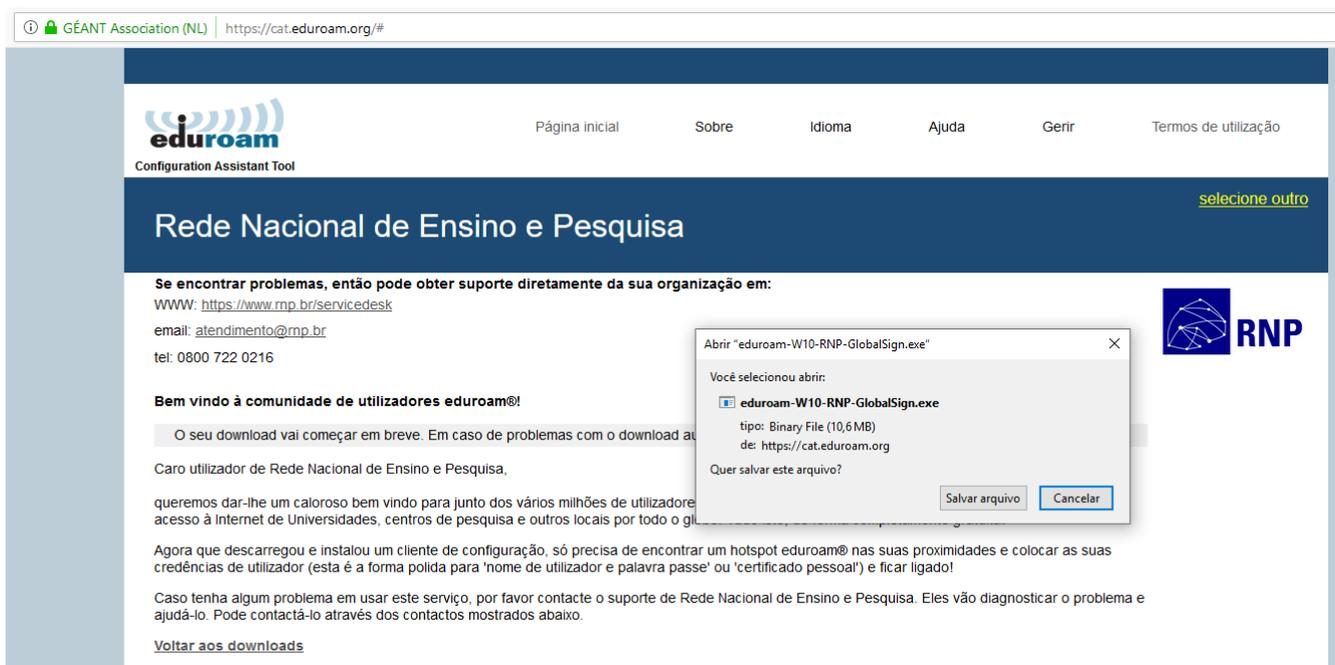 GÉANT Association (NL) https://cat.eduroam.org/#
eduroam
Configuration Assistant Tool
Página inicial Sobre Idioma Ajuda Gerir Termos de utilização
selecione outro
Rede Nacional de Ensino e Pesquisa
Se encontrar problemas, então pode obter suporte diretamente da sua organização em:
WWW: https://www.rnp.br/servicedesk
email: atendimento@rnp.br
tel: 0800 722 0216
RNP
Bem vindo à comunidade de utilizadores eduroam®!
O seu download vai começar em breve. Em caso de problemas com o download au
Caro utilizador de Rede Nacional de Ensino e Pesquisa,
queremos dar-lhe um caloroso bem vindo para junto dos vários milhões de utilizadore
acesso à Internet de Universidades, centros de pesquisa e outros locais por todo o
Agora que descarregou e instalou um cliente de configuração, só precisa de encontrar um hotspot eduroam® nas suas proximidades e colocar as suas
credências de utilizador (esta é a forma polida para 'nome de utilizador e palavra passe' ou 'certificado pessoal') e ficar ligado!
Caso tenha algum problema em usar este serviço, por favor contacte o suporte de Rede Nacional de Ensino e Pesquisa. Eles vão diagnosticar o problema e
ajudá-lo. Pode contactá-lo através dos contactos mostrados abaixo.
Voltar aos downloads
Abrir "eduroam-W10-RNP-GlobalSign.exe"
Você selecionou abrir:
eduroam-W10-RNP-GlobalSign.exe
tipo: Binary File (10,6 MB)
de: https://cat.eduroam.org
Quer salvar este arquivo?
Salvar arquivo Cancelar